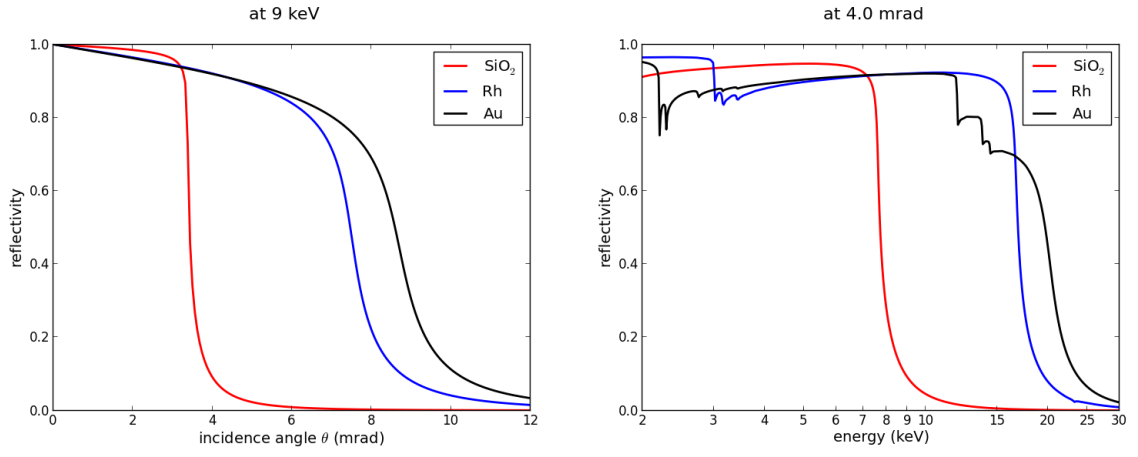 at 9 keV
1.0
0.8
0.6
0.4
0.2
0.0
reflectivity
SiO₂
Rh
Au
0 2 4 6 8 10 12
incidence angle θ (mrad)
at 4.0 mrad
1.0
0.8
0.6
0.4
0.2
0.0
reflectivity
SiO₂
Rh
Au
2 3 4 5 6 7 8 9 10 15 20 25 30
energy (keV)